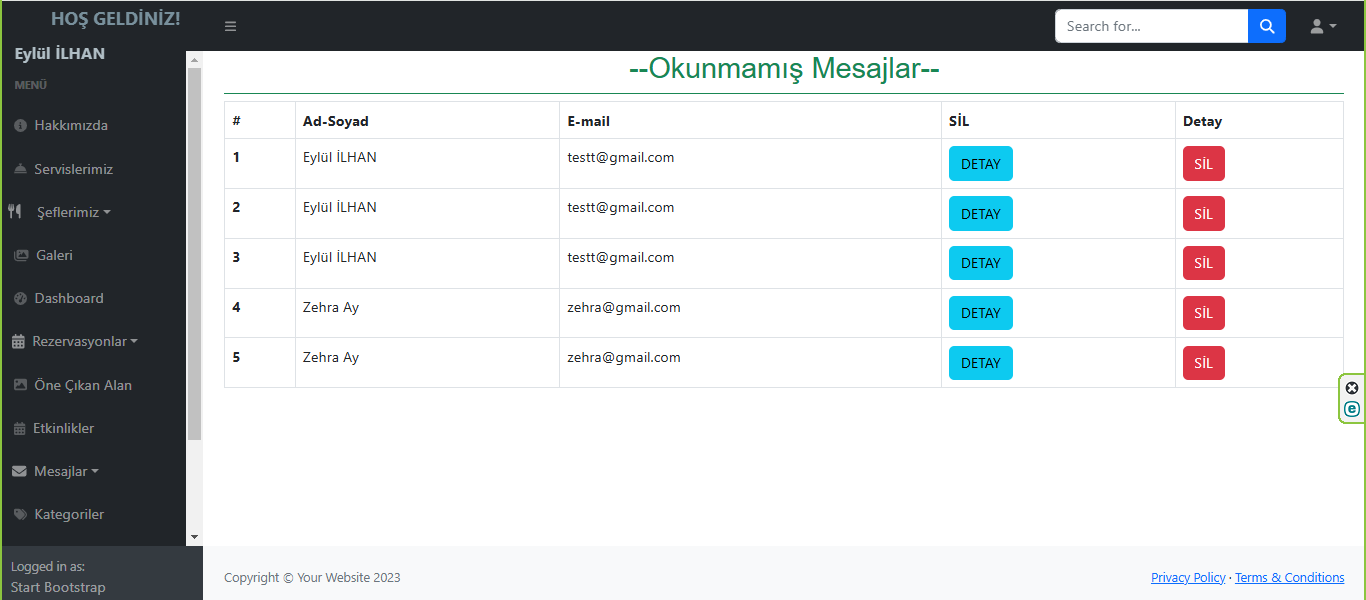 HOŞ GELDİNİZ!
Eylül İLHAN
MENÜ
Hakkımızda
Servislerimiz
Şeflerimiz
Galeri
Dashboard
Rezervasyonlar
Öne Çıkan Alan
Etkinlikler
Mesajlar
Kategoriler
Logged in as:
Start Bootstrap
Search for...
--Okunmamış Mesajlar--
# Ad-Soyad E-mail SİL Detay
1 Eylül İLHAN testt@gmail.com DETAY SİL
2 Eylül İLHAN testt@gmail.com DETAY SİL
3 Eylül İLHAN testt@gmail.com DETAY SİL
4 Zehra Ay zehra@gmail.com DETAY SİL
5 Zehra Ay zehra@gmail.com DETAY SİL
Copyright © Your Website 2023
Privacy Policy · Terms & Conditions